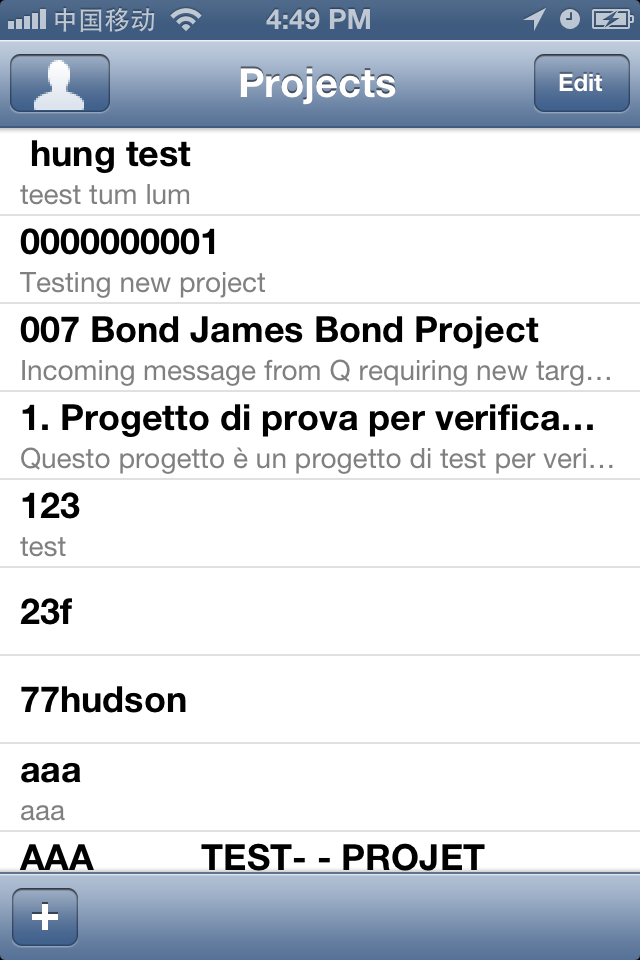 中国移动 4:49 PM
Projects
Edit
hung test
teest tum lum
0000000001
Testing new project
007 Bond James Bond Project
Incoming message from Q requiring new targ…
1. Progetto di prova per verifica…
Questo progetto è un progetto di test per veri…
123
test
23f
77hudson
aaa
aaa
AAA TEST- - PROJET
+